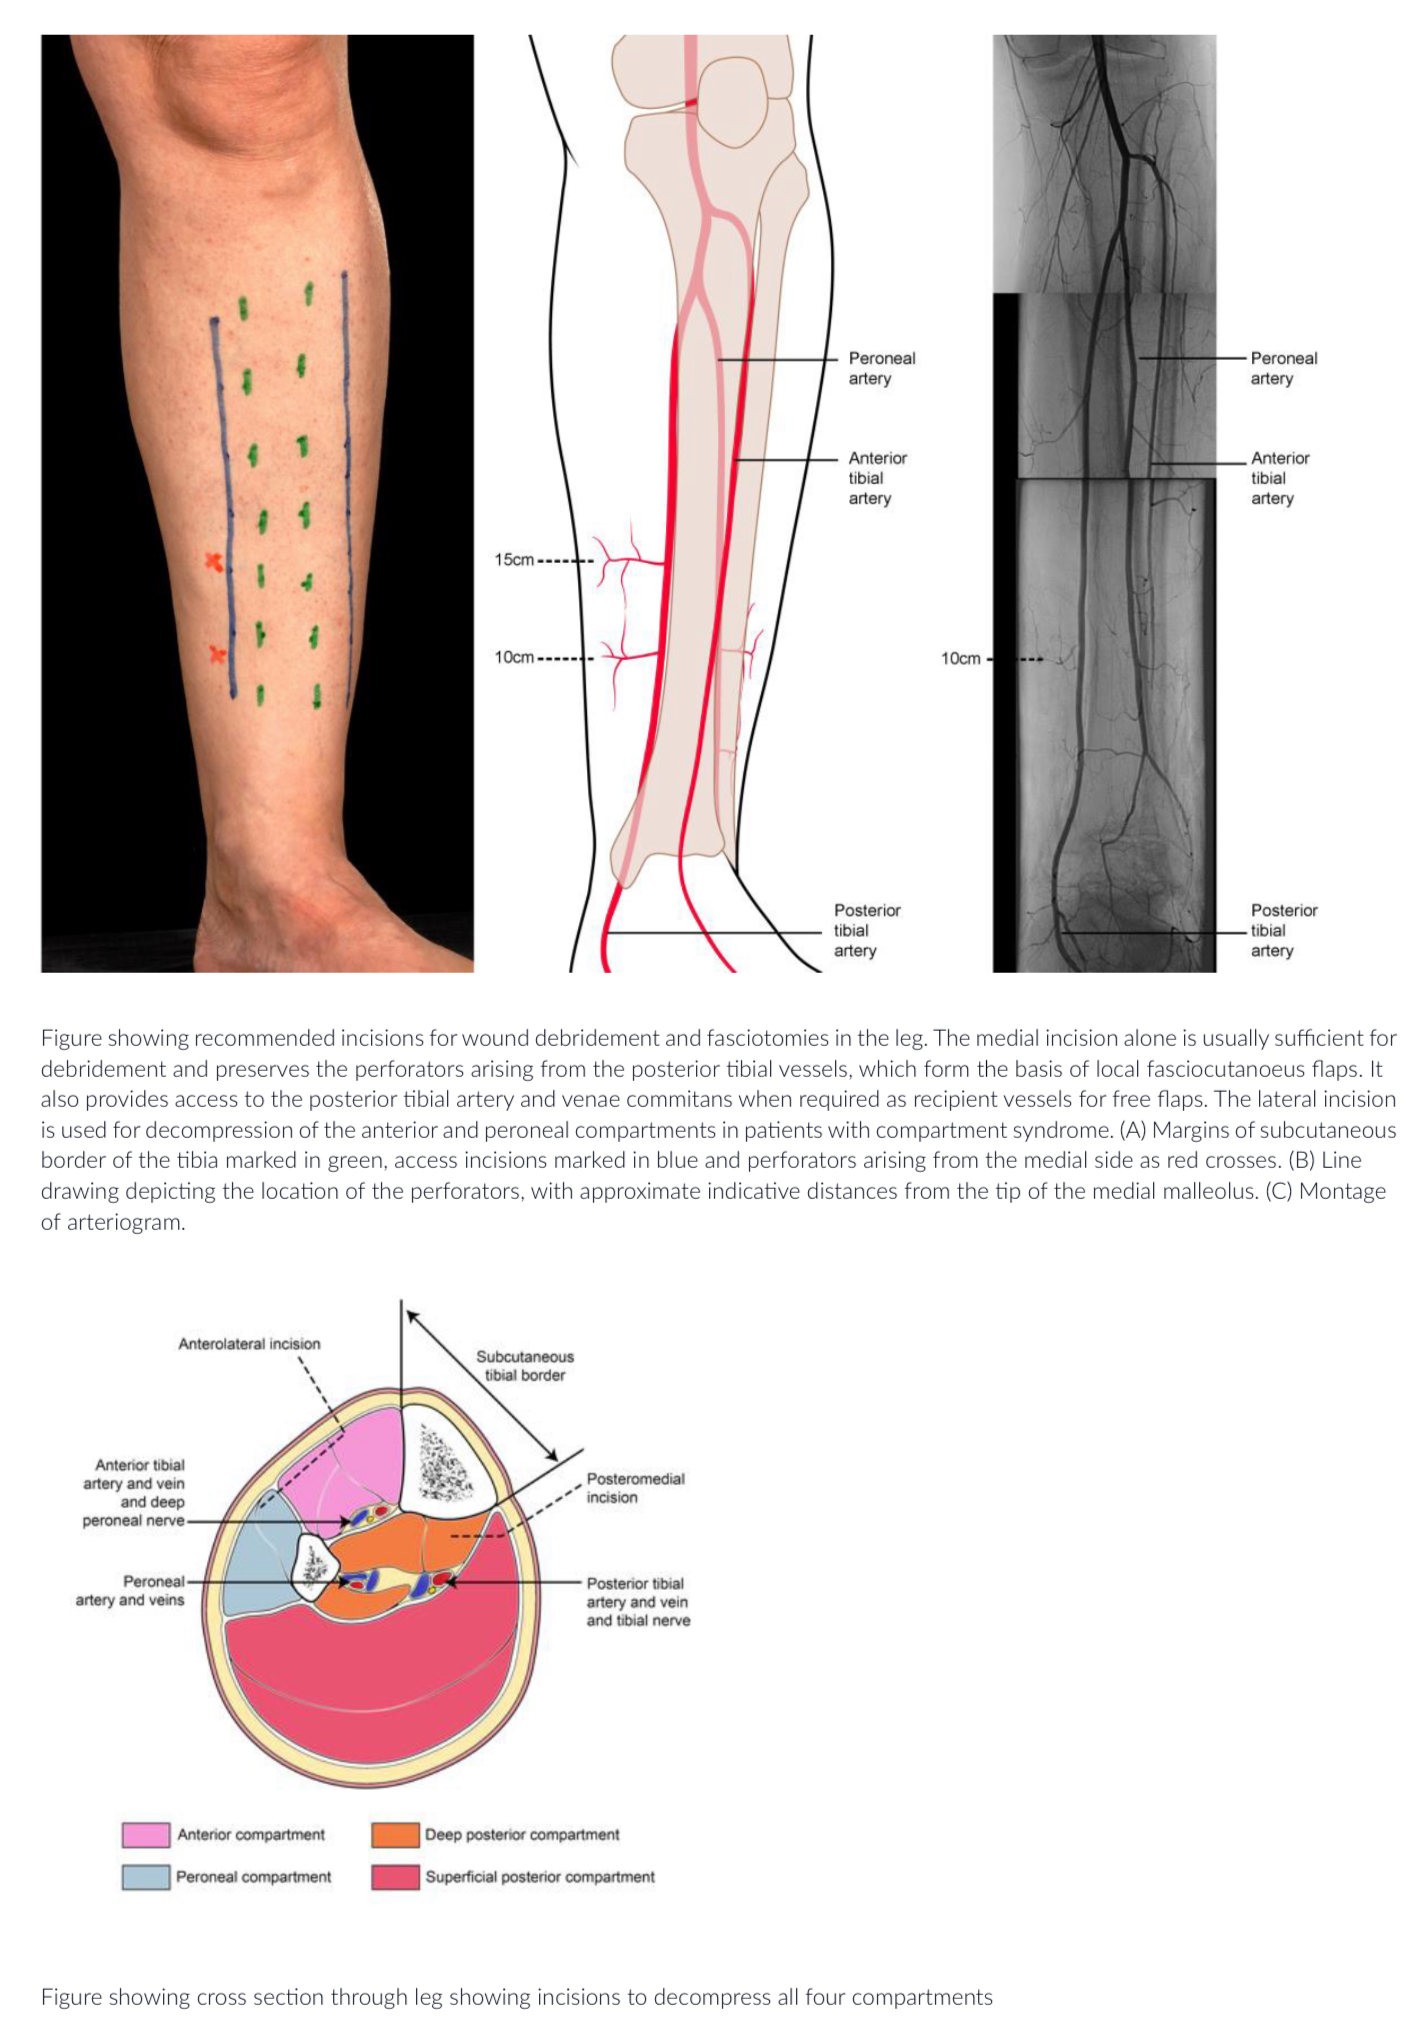 Peroneal
artery
Anterior
tibial
artery
15cm
10cm
Posterior
tibial
artery
Peroneal
artery
Anterior
tibial
artery
10cm
Posterior
tibial
artery
Figure showing recommended incisions for wound debridement and fasciotomies in the leg. The medial incision alone is usually sufficient for
debridement and preserves the perforators arising from the posterior tibial vessels, which form the basis of local fasciocutanoeus flaps. It
also provides access to the posterior tibial artery and venae commitans when required as recipient vessels for free flaps. The lateral incision
is used for decompression of the anterior and peroneal compartments in patients with compartment syndrome. (A) Margins of subcutaneous
border of the tibia marked in green, access incisions marked in blue and perforators arising from the medial side as red crosses. (B) Line
drawing depicting the location of the perforators, with approximate indicative distances from the tip of the medial malleolus. (C) Montage
of arteriogram.
Anterolateral incision
Subcutaneous
tibial border
Anterior tibial
artery and vein
and deep
peroneal nerve
Posteromedial
incision
Peroneal
artery and veins
Posterior tibial
artery and vein
and tibial nerve
Anterior compartment
Deep posterior compartment
Peroneal compartment
Superficial posterior compartment
Figure showing cross section through leg showing incisions to decompress all four compartments